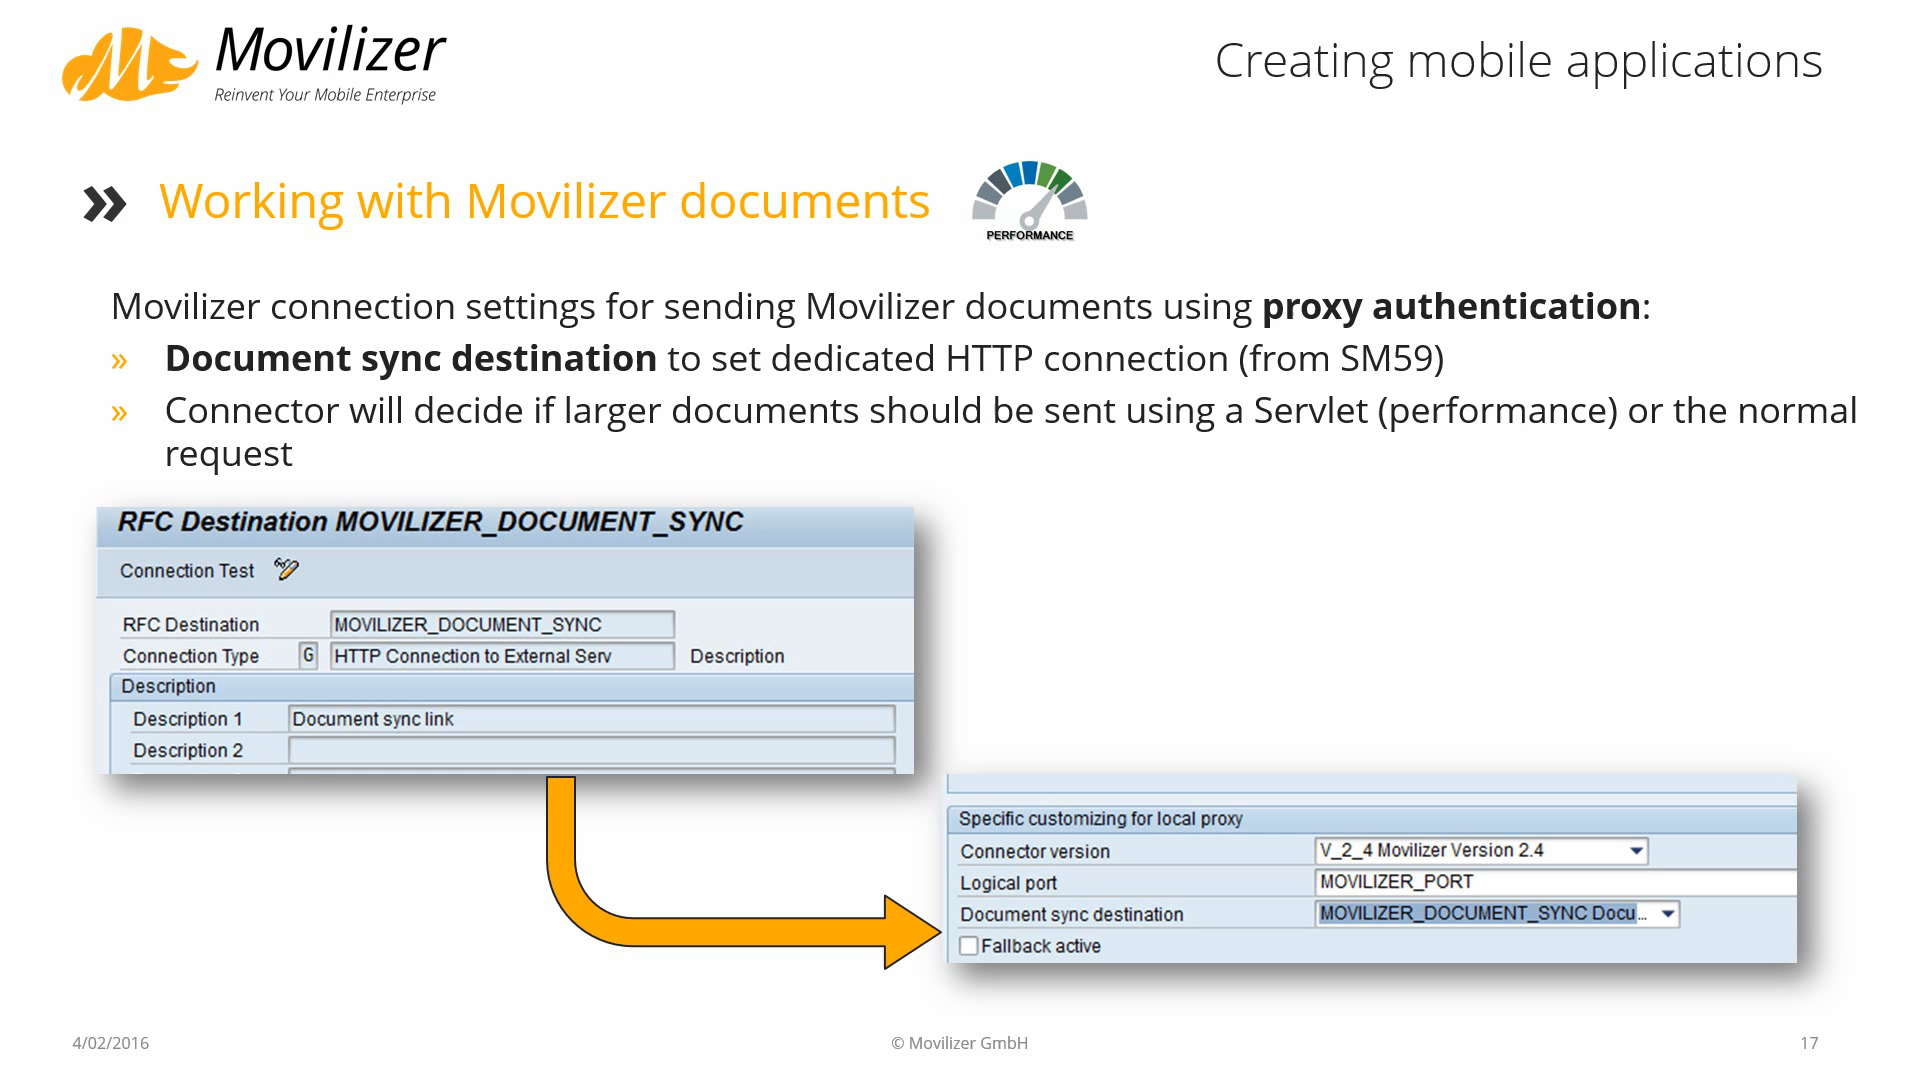 Movilizer
Reinvent Your Mobile Enterprise
Creating mobile applications
» Working with Movilizer documents
PERFORMANCE
Movilizer connection settings for sending Movilizer documents using proxy authentication:
» Document sync destination to set dedicated HTTP connection (from SM59)
» Connector will decide if larger documents should be sent using a Servlet (performance) or the normal
request
RFC Destination MOVILIZER_DOCUMENT_SYNC
Connection Test
RFC Destination MOVILIZER_DOCUMENT_SYNC
Connection Type G HTTP Connection to External Serv Description
Description
Description 1 Document sync link
Description 2
Specific customizing for local proxy
Connector version V_2_4 Movilizer Version 2.4
Logical port MOVILIZER_PORT
Document sync destination MOVILIZER_DOCUMENT_SYNC Docu...
Fallback active
4/02/2016
© Movilizer GmbH
17